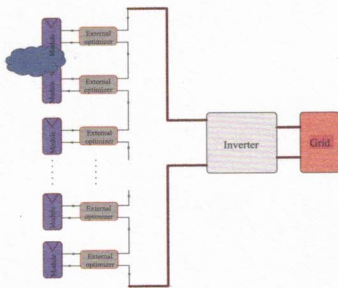 Module
External
optimizer
Module
External
optimizer
Module
External
optimizer
Inverter
Grid
Module
External
optimizer
Module
External
optimizer